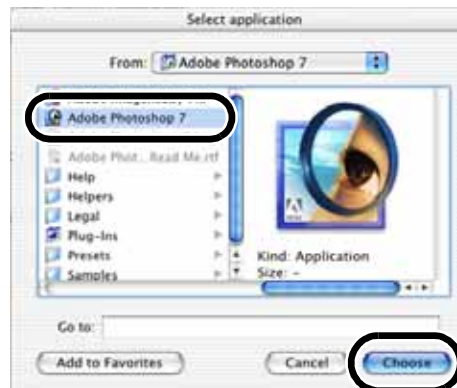 Select application
From: Adobe Photoshop 7
Adobe Photoshop 7
Adobe Phot... Read Me.rtf
Help
Helpers
Legal
Plug-Ins
Presets
Samples
Kind: Application
Size: -
Go to:
Add to Favorites
Cancel
Choose